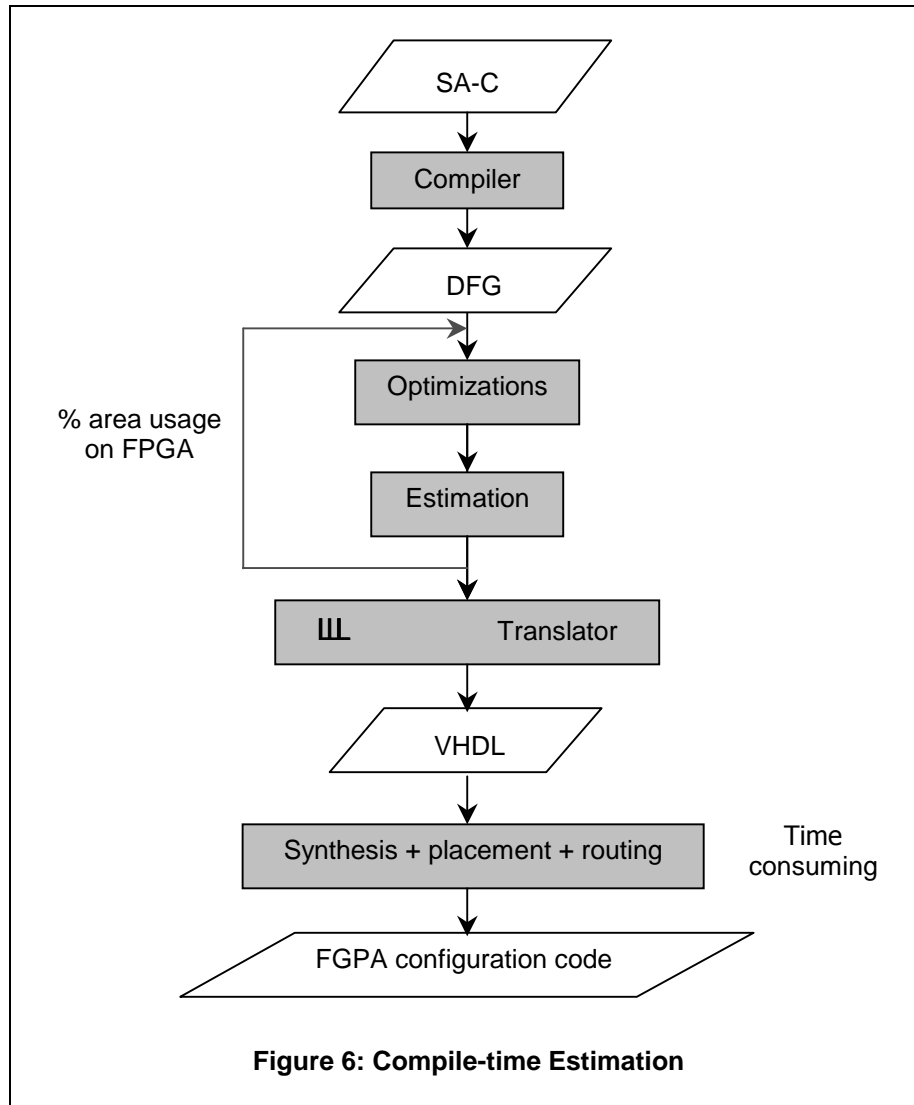 SA-C
Compiler
DFG
Optimizations
% area usage
on FPGA
Estimation
Translator
VHDL
Synthesis + placement + routing
Time
consuming
FGPA configuration code
Figure 6: Compile-time Estimation